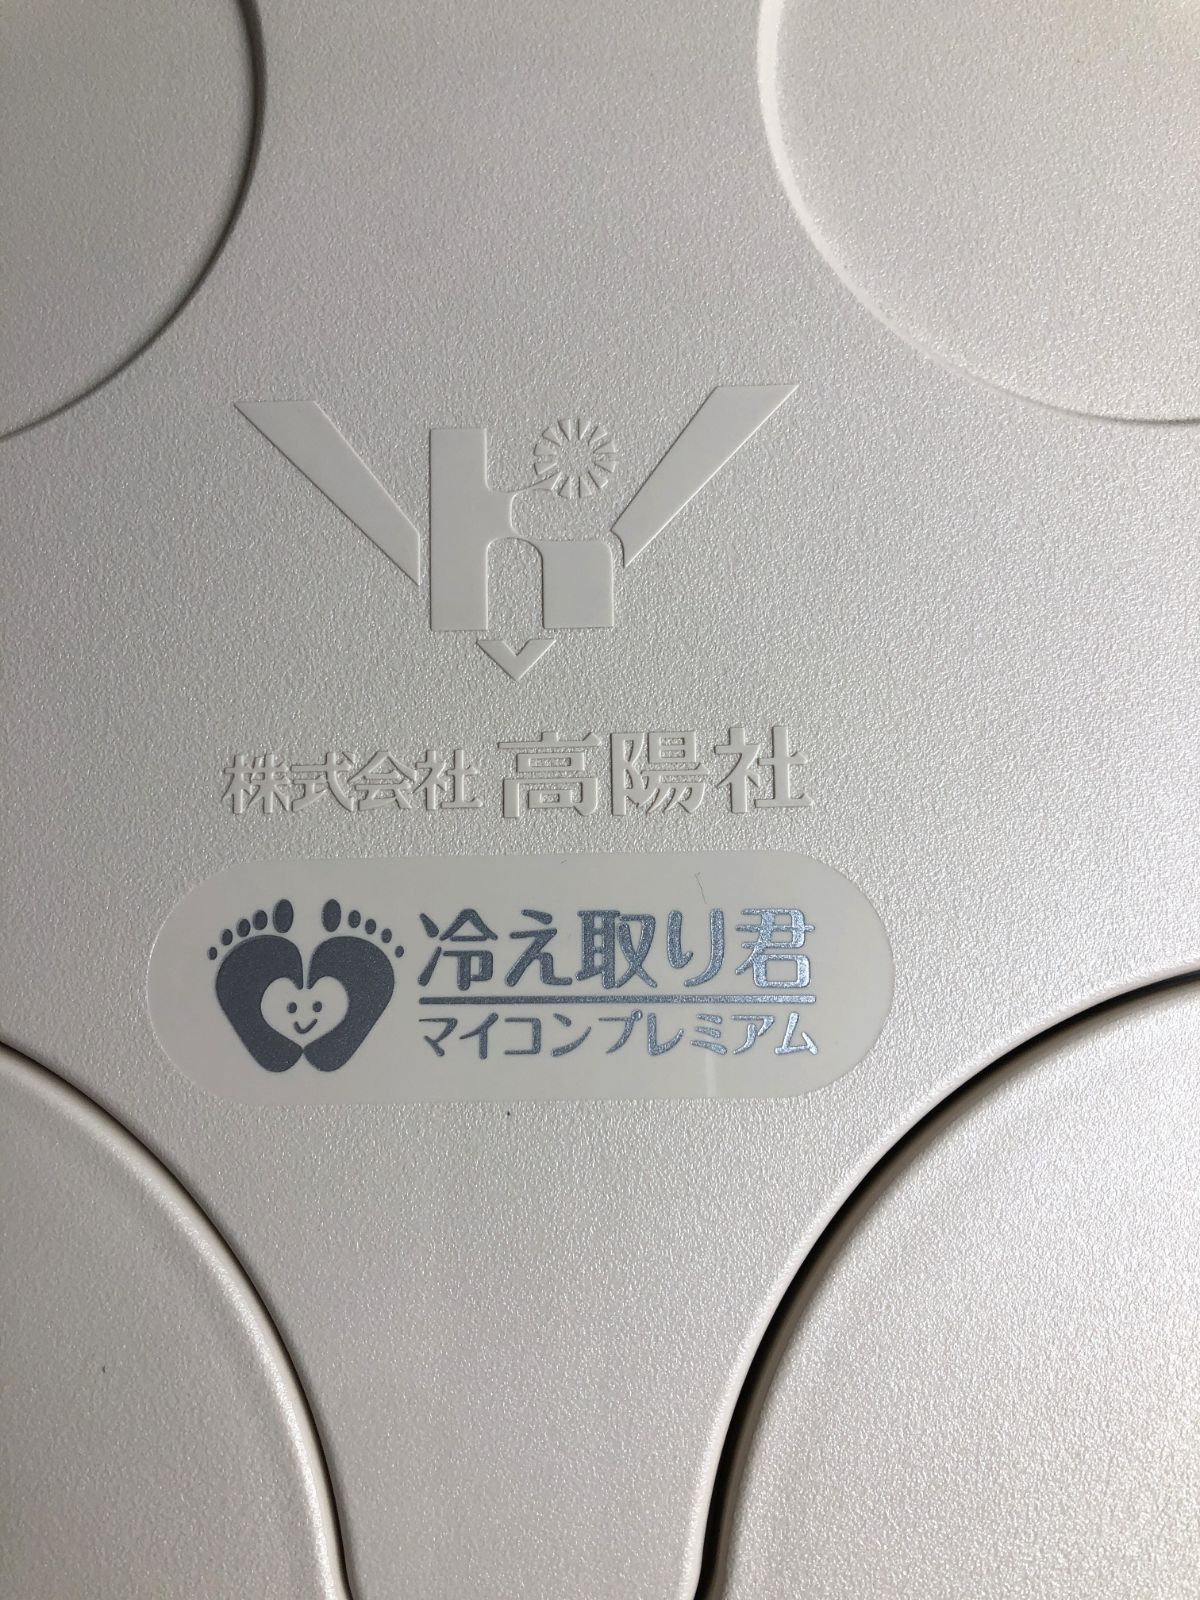 株式会社 高陽社
冷え取り君
マイコンプレミアム